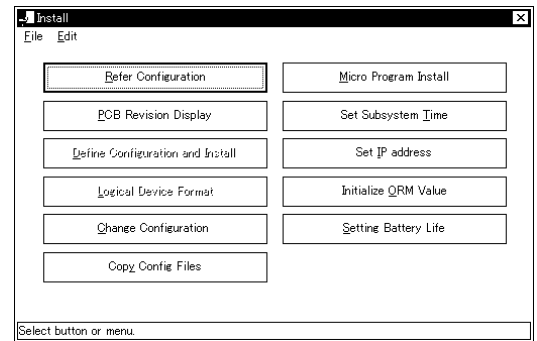 Install
File Edit
Refer Configuration
PCB Revision Display
Define Configuration and Install
Logical Device Format
Change Configuration
Copy Config Files
Micro Program Install
Set Subsystem Time
Set IP address
Initialize ORM Value
Setting Battery Life
Select button or menu.